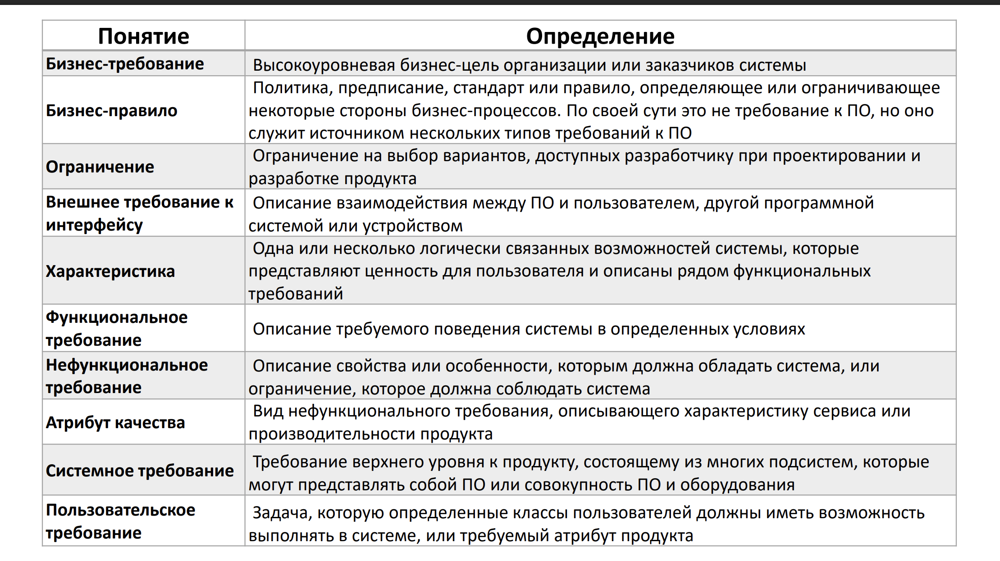 Понятие
Определение
Бизнес-требование
Высокоуровневая бизнес-цель организации или заказчиков системы
Бизнес-правило
Политика, предписание, стандарт или правило, определяющее или ограничивающее
некоторые стороны бизнес-процессов. По своей сути это не требование к ПО, но оно
служит источником нескольких типов требований к ПО
Ограничение
Ограничение на выбор вариантов, доступных разработчику при проектировании и
разработке продукта
Внешнее требование к
интерфейсу
Описание взаимодействия между ПО и пользователем, другой программной
системой или устройством
Характеристика
Одна или несколько логически связанных возможностей системы, которые
представляют ценность для пользователя и описаны рядом функциональных
требований
Функциональное
требование
Описание требуемого поведения системы в определенных условиях
Нефункциональное
требование
Описание свойства или особенности, которым должна обладать система, или
ограничение, которое должна соблюдать система
Атрибут качества
Вид нефункционального требования, описывающего характеристику сервиса или
производительности продукта
Системное требование
Требование верхнего уровня к продукту, состоящему из многих подсистем, которые
могут представлять собой ПО или совокупность ПО и оборудования
Пользовательское
требование
Задача, которую определенные классы пользователей должны иметь возможность
выполнять в системе, или требуемый атрибут продукта